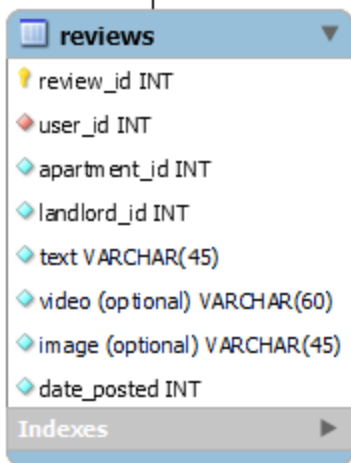 reviews
review_id INT
user_id INT
apartment_id INT
landlord_id INT
text VARCHAR(45)
video (optional) VARCHAR(60)
image (optional) VARCHAR(45)
date_posted INT
Indexes